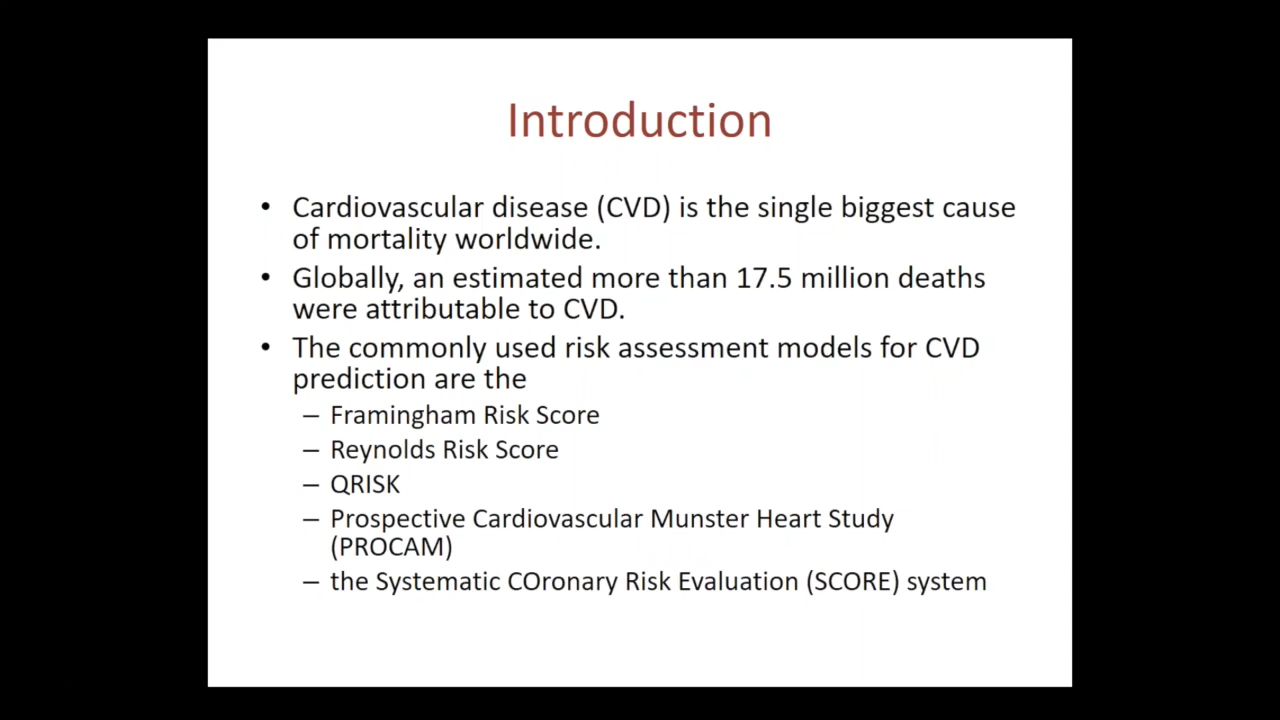 Introduction
• Cardiovascular disease (CVD) is the single biggest cause
of mortality worldwide.
• Globally, an estimated more than 17.5 million deaths
were attributable to CVD.
• The commonly used risk assessment models for CVD
prediction are the
– Framingham Risk Score
– Reynolds Risk Score
– QRISK
– Prospective Cardiovascular Munster Heart Study
(PROCAM)
– the Systematic COronary Risk Evaluation (SCORE) system